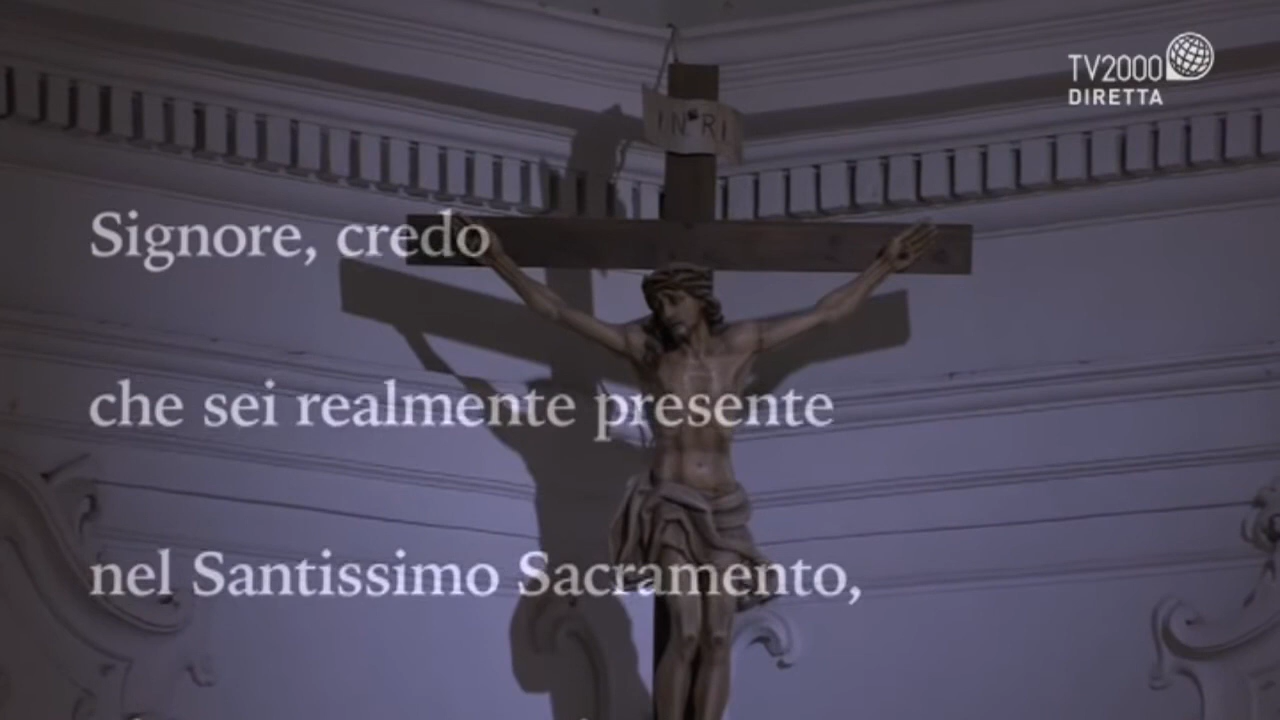 TV2000
DIRETTA
INRI
Signore, credo
che sei realmente presente
nel Santissimo Sacramento,